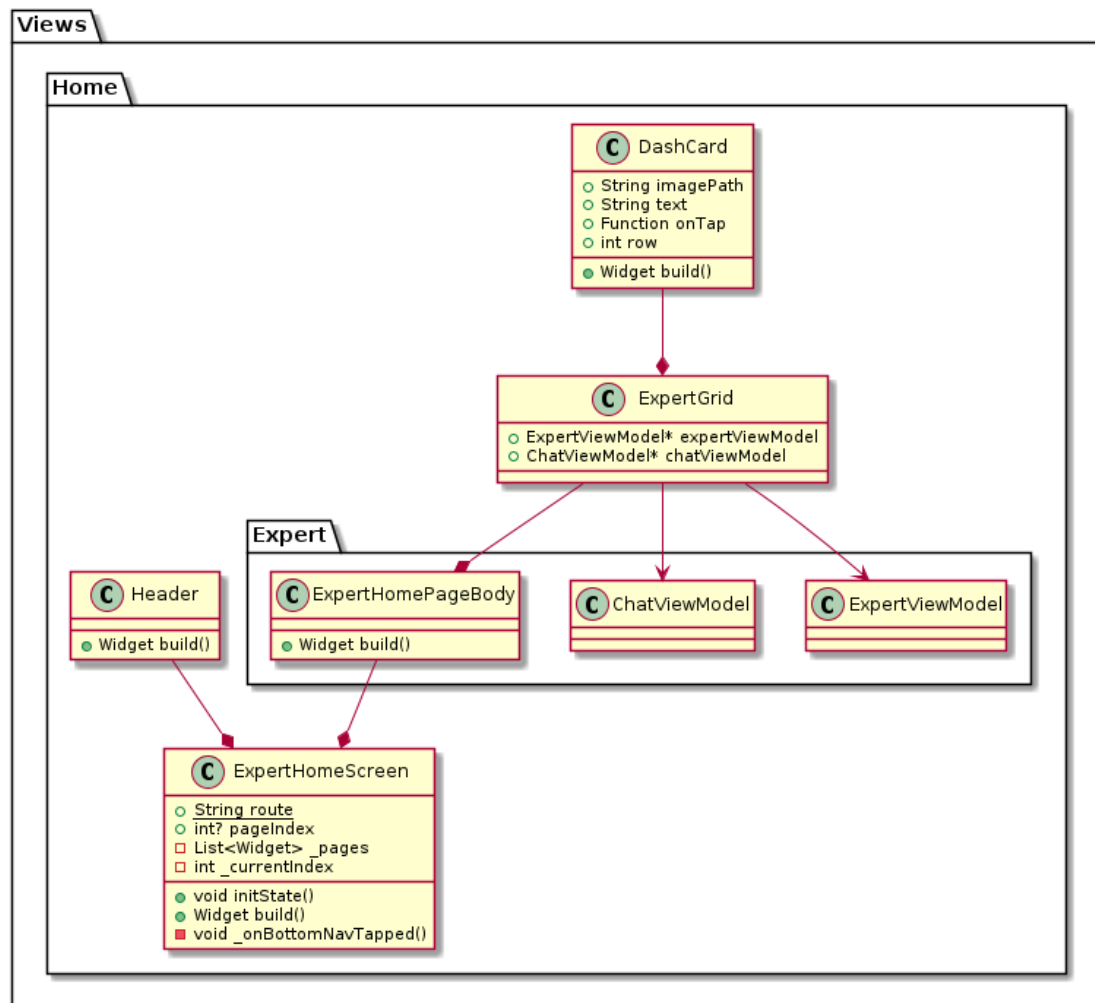 Views
Home
C DashCard
String imagePath
String text
Function onTap
int row
Widget build()
C ExpertGrid
ExpertViewModel* expertViewModel
ChatViewModel* chatViewModel
Expert
C Header
Widget build()
C ExpertHomePageBody
Widget build()
C ChatViewModel
C ExpertViewModel
C ExpertHomeScreen
String route
int? pageIndex
List<Widget> _pages
int _currentIndex
void initState()
Widget build()
void _onBottomNavTapped()